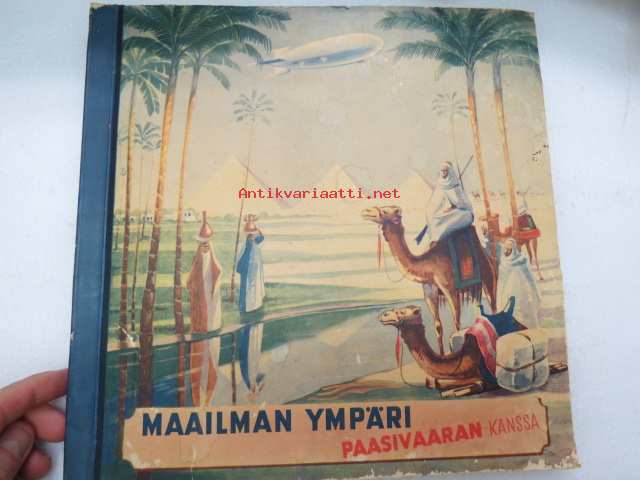 Antikvariaatti.net
MAAILMAN YMPÄRI
PAASIVAARAN KANSSA